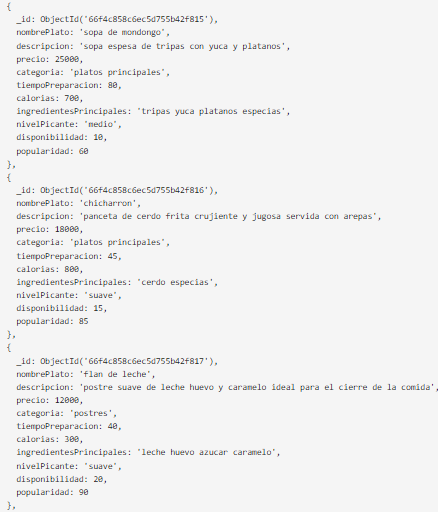 {
_id: ObjectId('66f4c858c6ec5d755b42f815'),
nombrePlato: 'sopa de mondongo',
descripcion: 'sopa espesa de tripas con yuca y platanos',
precio: 25000,
categoria: 'platos principales',
tiempoPreparacion: 80,
calorias: 700,
ingredientesPrincipales: 'tripas yuca platanos especias',
nivelPicante: 'medio',
disponibilidad: 10,
popularidad: 60
},
{
_id: ObjectId('66f4c858c6ec5d755b42f816'),
nombrePlato: 'chicharron',
descripcion: 'panceta de cerdo frita crujiente y jugosa servida con arepas',
precio: 18000,
categoria: 'platos principales',
tiempoPreparacion: 45,
calorias: 800,
ingredientesPrincipales: 'cerdo especias',
nivelPicante: 'suave',
disponibilidad: 15,
popularidad: 85
},
{
_id: ObjectId('66f4c858c6ec5d755b42f817'),
nombrePlato: 'flan de leche',
descripcion: 'postre suave de leche huevo y caramelo ideal para el cierre de la comida',
precio: 12000,
categoria: 'postres',
tiempoPreparacion: 40,
calorias: 300,
ingredientesPrincipales: 'leche huevo azucar caramelo',
nivelPicante: 'suave',
disponibilidad: 20,
popularidad: 90
},